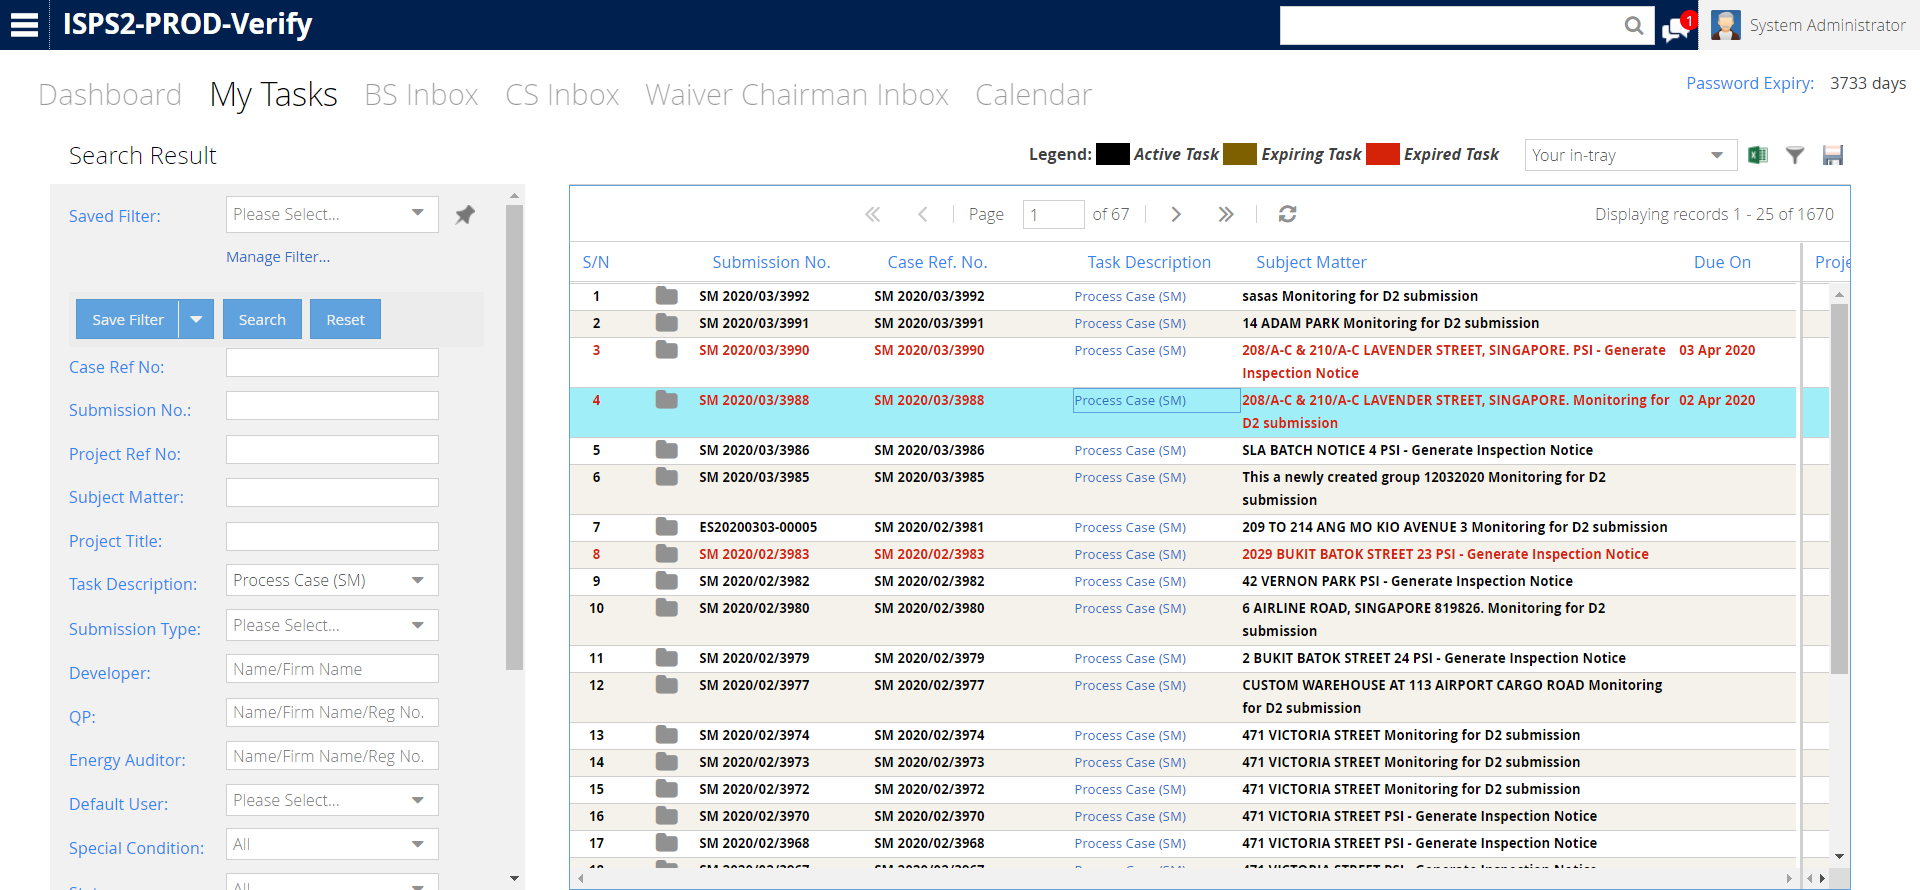 ISPS2-PROD-Verify
1
System Administrator
Dashboard My Tasks BS Inbox CS Inbox Waiver Chairman Inbox Calendar
Password Expiry: 3733 days
Search Result
Legend: Active Task Expiring Task Expired Task
Your in-tray
Saved Filter: Please Select...
Manage Filter...
Save Filter Search Reset
Case Ref No:
Submission No.:
Project Ref No:
Subject Matter:
Project Title:
Task Description: Process Case (SM)
Submission Type: Please Select...
Developer: Name/Firm Name
QP: Name/Firm Name/Reg No.
Energy Auditor: Name/Firm Name/Reg No.
Default User: Please Select...
Special Condition: All
All
Page 1 of 67
Displaying records 1 - 25 of 1670
S/N Submission No. Case Ref. No. Task Description Subject Matter Due On Proje
1 SM 2020/03/3992 SM 2020/03/3992 Process Case (SM) sasas Monitoring for D2 submission
2 SM 2020/03/3991 SM 2020/03/3991 Process Case (SM) 14 ADAM PARK Monitoring for D2 submission
3 SM 2020/03/3990 SM 2020/03/3990 Process Case (SM) 208/A-C & 210/A-C LAVENDER STREET, SINGAPORE. PSI - Generate 03 Apr 2020
Inspection Notice
4 SM 2020/03/3988 SM 2020/03/3988 Process Case (SM) 208/A-C & 210/A-C LAVENDER STREET, SINGAPORE. Monitoring for 02 Apr 2020
D2 submission
5 SM 2020/03/3986 SM 2020/03/3986 Process Case (SM) SLA BATCH NOTICE 4 PSI - Generate Inspection Notice
6 SM 2020/03/3985 SM 2020/03/3985 Process Case (SM) This a newly created group 12032020 Monitoring for D2
submission
7 ES20200303-00005 SM 2020/02/3981 Process Case (SM) 209 TO 214 ANG MO KIO AVENUE 3 Monitoring for D2 submission
8 SM 2020/02/3983 SM 2020/02/3983 Process Case (SM) 2029 BUKIT BATOK STREET 23 PSI - Generate Inspection Notice
9 SM 2020/02/3982 SM 2020/02/3982 Process Case (SM) 42 VERNON PARK PSI - Generate Inspection Notice
10 SM 2020/02/3980 SM 2020/02/3980 Process Case (SM) 6 AIRLINE ROAD, SINGAPORE 819826. Monitoring for D2
submission
11 SM 2020/02/3979 SM 2020/02/3979 Process Case (SM) 2 BUKIT BATOK STREET 24 PSI - Generate Inspection Notice
12 SM 2020/02/3977 SM 2020/02/3977 Process Case (SM) CUSTOM WAREHOUSE AT 113 AIRPORT CARGO ROAD Monitoring
for D2 submission
13 SM 2020/02/3974 SM 2020/02/3974 Process Case (SM) 471 VICTORIA STREET Monitoring for D2 submission
14 SM 2020/02/3973 SM 2020/02/3973 Process Case (SM) 471 VICTORIA STREET Monitoring for D2 submission
15 SM 2020/02/3972 SM 2020/02/3972 Process Case (SM) 471 VICTORIA STREET Monitoring for D2 submission
16 SM 2020/02/3970 SM 2020/02/3970 Process Case (SM) 471 VICTORIA STREET PSI - Generate Inspection Notice
17 SM 2020/02/3968 SM 2020/02/3968 Process Case (SM) 471 VICTORIA STREET PSI - Generate Inspection Notice